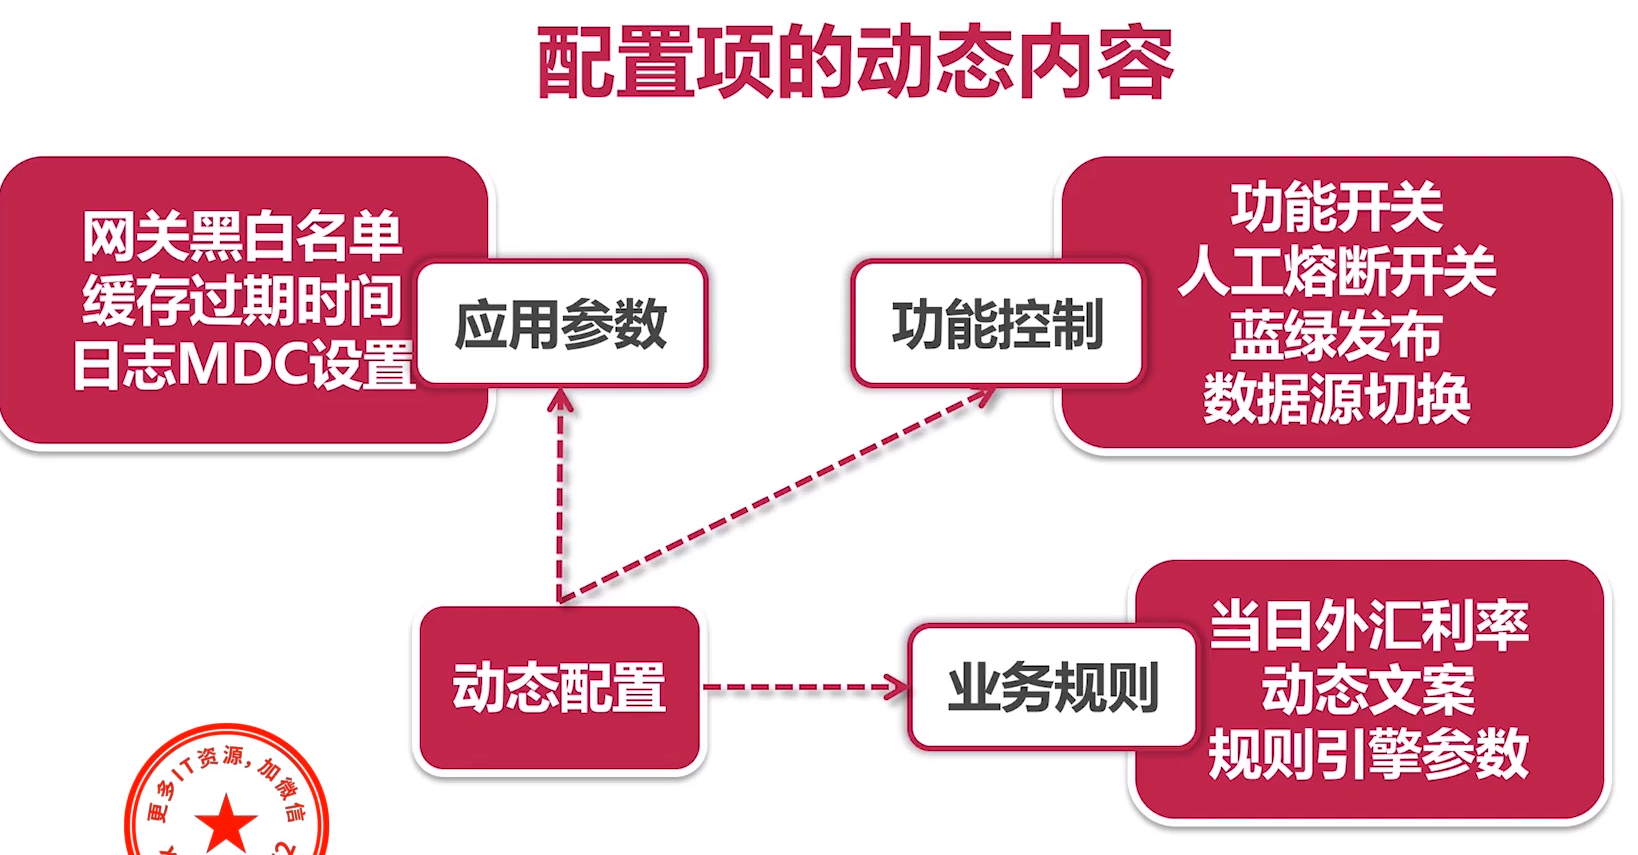 配置项的动态内容
网关黑白名单
缓存过期时间
日志MDC设置
应用参数
功能控制
功能开关
人工熔断开关
蓝绿发布
数据源切换
动态配置
业务规则
当日外汇利率
动态文案
规则引擎参数
更多IT资源,加微信